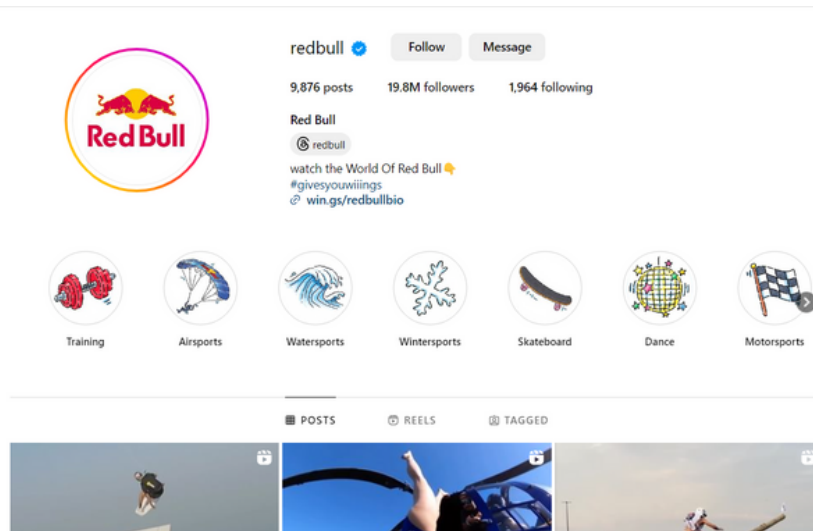 redbull Follow Message
9,876 posts 19.8M followers 1,964 following
Red Bull
Red Bull
redbull
watch the World Of Red Bull👇
#givesyouwiiings
win.gs/redbullbio
Training Airsports Watersports Wintersports Skateboard Dance Motorsports
POSTS REELS TAGGED